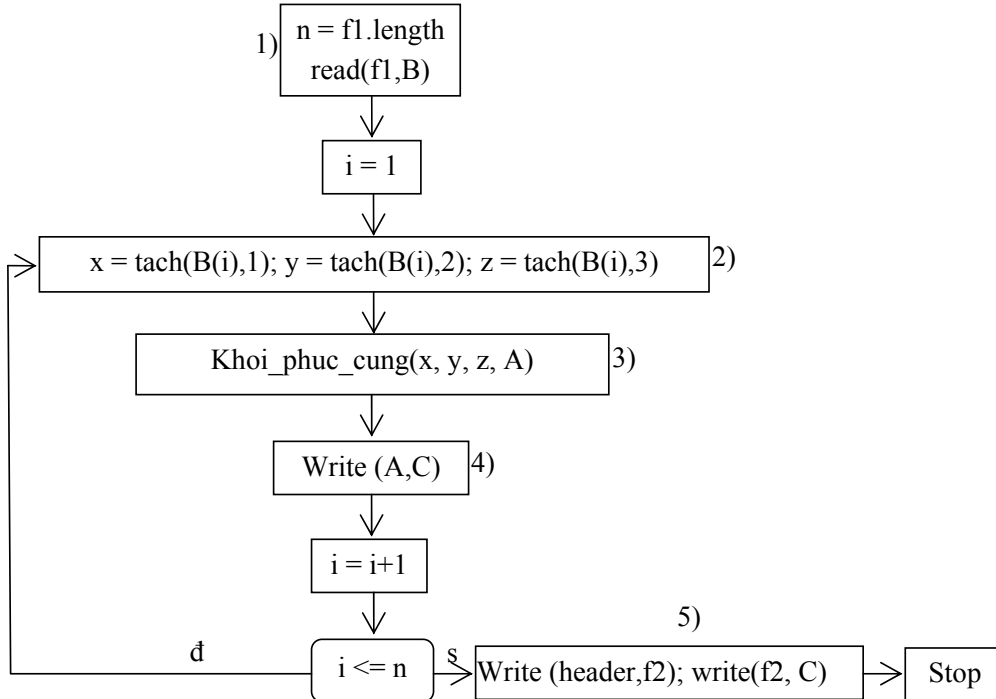 1)
n = f1.length
read(f1,B)
i = 1
x = tach(B(i),1); y = tach(B(i),2); z = tach(B(i),3)
2)
Khoi_phuc_cung(x, y, z, A)
3)
Write (A,C)
4)
i = i+1
5)
đ
i <= n
s
Write (header,f2); write(f2, C)
Stop